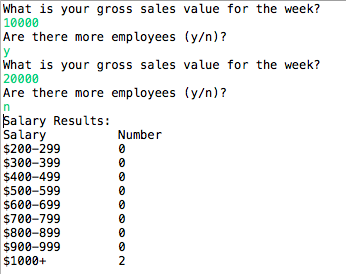 What is your gross sales value for the week?
10000
Are there more employees (y/n)?
y
What is your gross sales value for the week?
20000
Are there more employees (y/n)?
n
Salary Results:
Salary Number
$200-299 0
$300-399 0
$400-499 0
$500-599 0
$600-699 0
$700-799 0
$800-899 0
$900-999 0
$1000+ 2